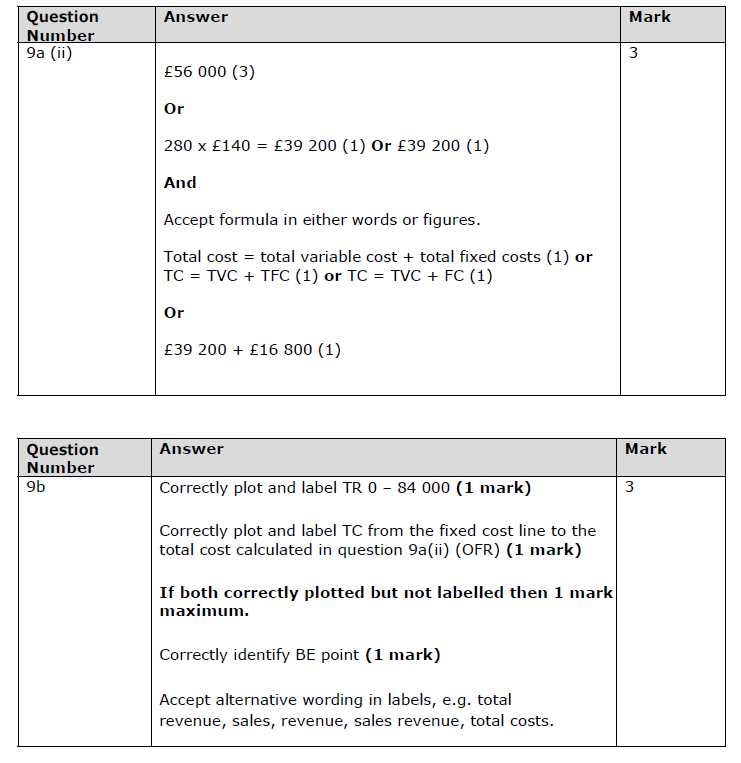 Question Number Answer Mark
9a (ii) 3
£56 000 (3)
Or
280 x £140 = £39 200 (1) Or £39 200 (1)
And
Accept formula in either words or figures.
Total cost = total variable cost + total fixed costs (1) or
TC = TVC + TFC (1) or TC = TVC + FC (1)
Or
£39 200 + £16 800 (1)
Question Number Answer Mark
9b Correctly plot and label TR 0 – 84 000 (1 mark) 3
Correctly plot and label TC from the fixed cost line to the
total cost calculated in question 9a(ii) (OFR) (1 mark)
If both correctly plotted but not labelled then 1 mark
maximum.
Correctly identify BE point (1 mark)
Accept alternative wording in labels, e.g. total
revenue, sales, revenue, sales revenue, total costs.